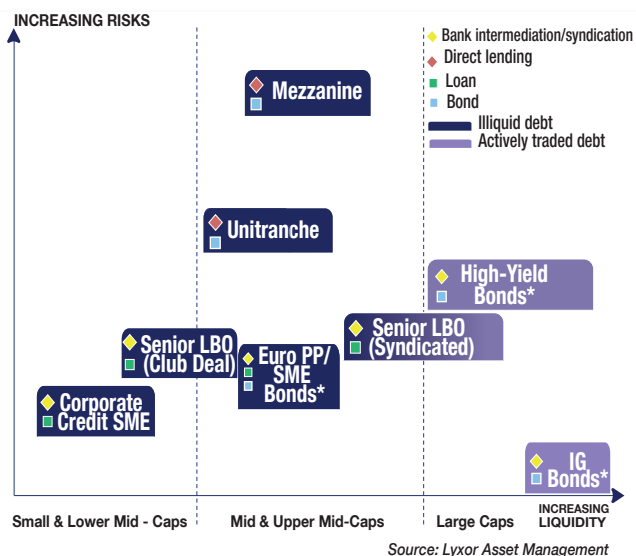 INCREASING RISKS
Bank intermediation/syndication
Direct lending
Loan
Bond
Illiquid debt
Actively traded debt
Mezzanine
Unitranche
High-Yield
Bonds*
Senior LBO
(Syndicated)
Senior LBO
(Club Deal)
Euro PP/
SME
Bonds*
Corporate
Credit SME
IG
Bonds*
Small & Lower Mid - Caps
Mid & Upper Mid-Caps
Large Caps
INCREASING
LIQUIDITY
Source: Lyxor Asset Management